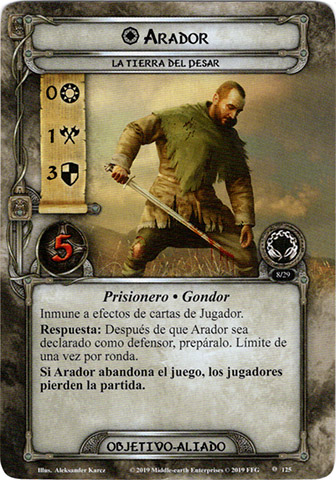 Arador
La Tierra del Pesar
0
1
3
5
8/29
Prisionero • Gondor
Inmune a efectos de cartas de Jugador.
Respuesta: Después de que Arador sea
declarado como defensor, prepáralo. Límite de
una vez por ronda.
Si Arador abandona el juego, los jugadores
pierden la partida.
Objetivo-Aliado
Illus. Aleksander Karcz
©2019 Middle-earth Enterprises ©2019 FFG
125